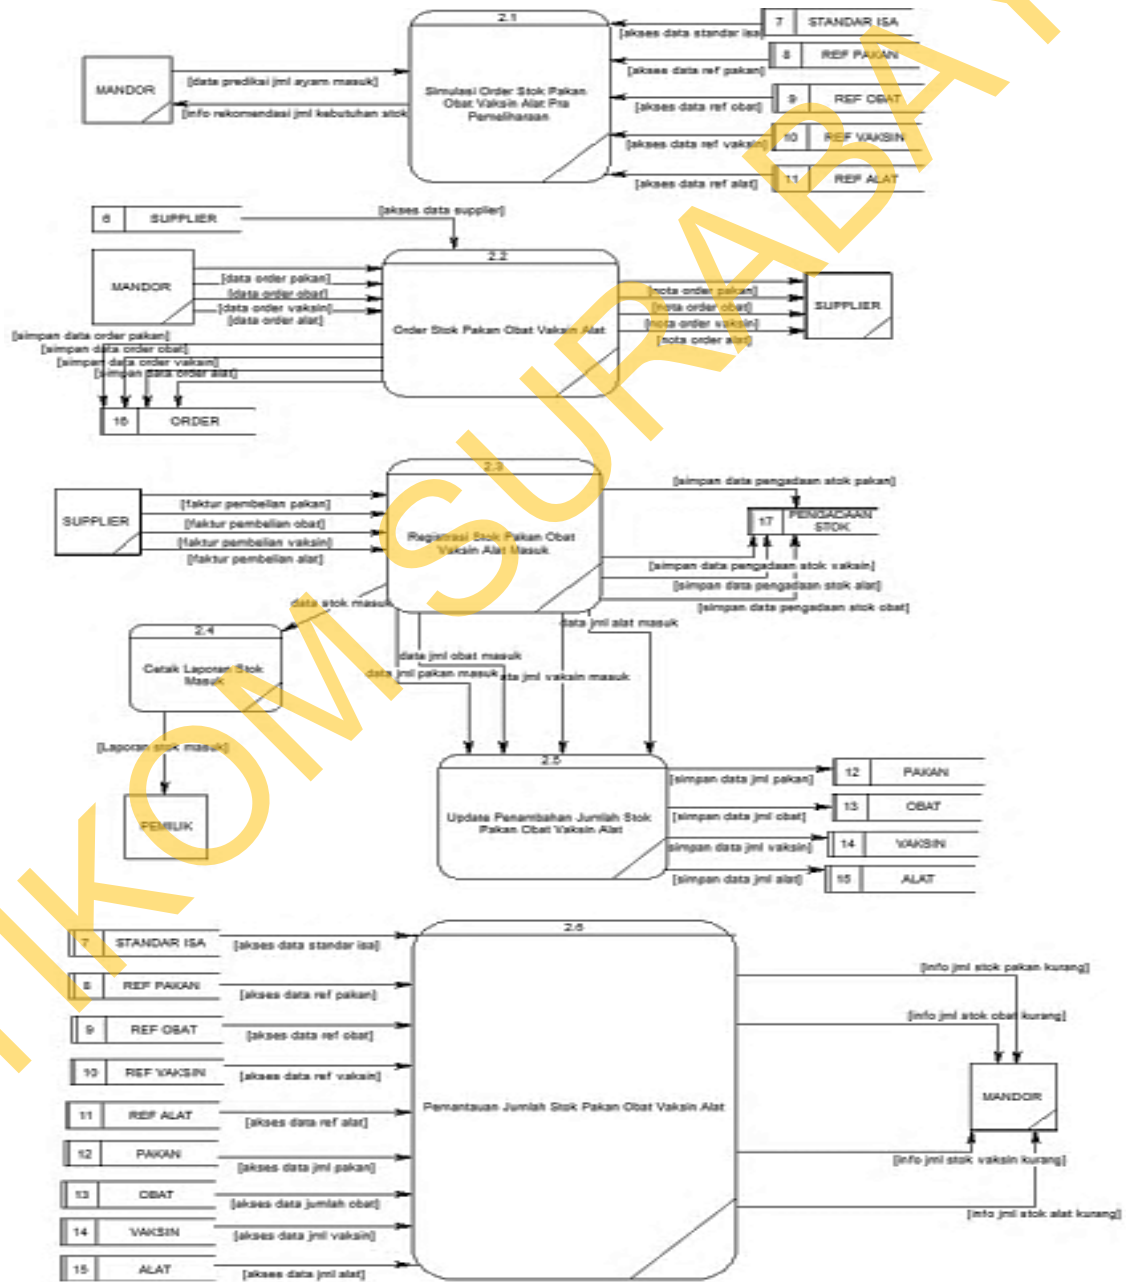 2.1
7 STANDAR ISA
[akses data standar isa]
8 REF PAKAN
[akses data ref pakan]
MANDOR
[data prediksi jml ayam masuk]
[info rekomendasi jml kebutuhan stok
Simulasi Order Stok Pakan
Obat Vaksin Alat Pra
Pemeliharaan
9 REF OBAT
[akses data ref obat]
10 REF VAKSIN
[akses data ref vaksin]
11 REF ALAT
[akses data ref alat]
6 SUPPLIER
[akses data supplier]
2.2
MANDOR
[data order pakan]
[data order obat]
[data order vaksin]
[data order alat]
Order Stok Pakan Obat Vaksin Alat
[nota order pakan]
[nota order obat]
[nota order vaksin]
[nota order alat]
SUPPLIER
[simpan data order pakan]
[simpan data order obat]
[simpan data order vaksin]
[simpan data order alat]
16 ORDER
2.3
SUPPLIER
[faktur pembelian pakan]
[faktur pembelian obat]
[faktur pembelian vaksin]
[faktur pembelian alat]
Registrasi Stok Pakan Obat
Vaksin Alat Masuk
[simpan data pengadaan stok pakan]
17 PENGADAAN
STOK
[simpan data pengadaan stok vaksin]
[simpan data pengadaan stok alat]
[simpan data pengadaan stok obat]
data stok masuk
data jml alat masuk
2.4
Cetak Laporan Stok
Masuk
data jml obat masuk
data jml pakan masuk
ata jml vaksin masuk
[Laporan stok masuk]
PEMILIK
2.5
Update Penambahan Jumlah Stok
Pakan Obat Vaksin Alat
[simpan data jml pakan]
12 PAKAN
[simpan data jml obat]
13 OBAT
simpan data jml vaksin]
14 VAKSIN
[simpan data jml alat]
15 ALAT
2.6
7 STANDAR ISA
[akses data standar isa]
8 REF PAKAN
[akses data ref pakan]
9 REF OBAT
[akses data ref obat]
10 REF VAKSIN
[akses data ref vaksin]
11 REF ALAT
[akses data ref alat]
12 PAKAN
[akses data jml pakan]
13 OBAT
[akses data jumlah obat]
14 VAKSIN
[akses data jml vaksin]
15 ALAT
[akses data jml alat]
Pemantauan Jumlah Stok Pakan Obat Vaksin Alat
[info jml stok pakan kurang]
[info jml stok obat kurang]
MANDOR
[info jml stok vaksin kurang]
[info jml stok alat kurang]
IKOM SURABAY